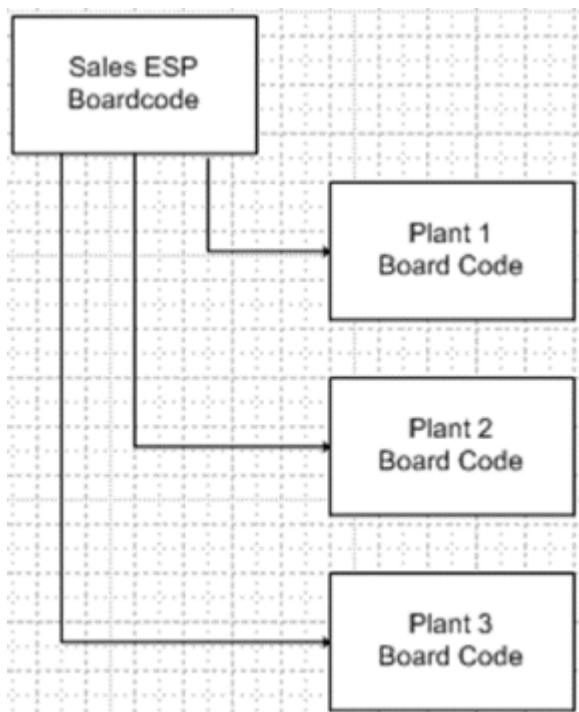 Sales ESP
Boardcode
Plant 1
Board Code
Plant 2
Board Code
Plant 3
Board Code